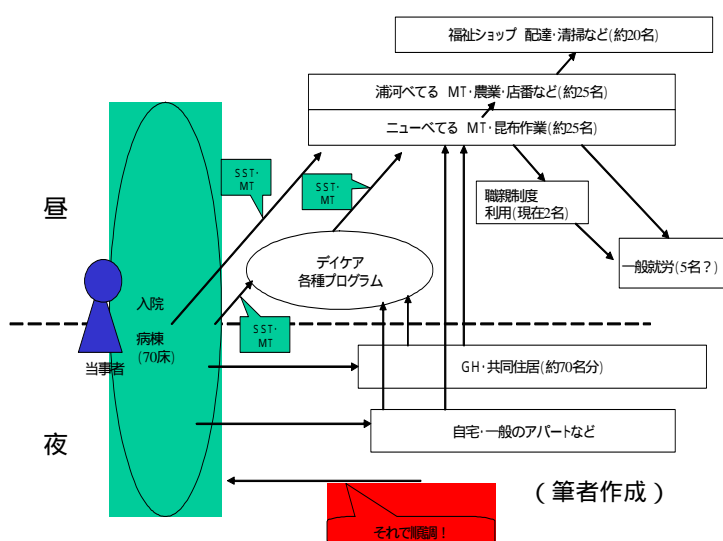 福祉ショップ 配達・清掃など(約20名)
浦河べてる MT・農業・店番など(約25名)
ニューべてる MT・昆布作業(約25名)
SST・
MT
SST・
MT
職親制度
利用(現在2名)
昼
一般就労(5名？)
デイケア
各種プログラム
入院
病棟
(70床)
SST・
MT
当事者
GH・共同住居(約70名分)
自宅・一般のアパートなど
夜
（筆者作成）
それで順調！